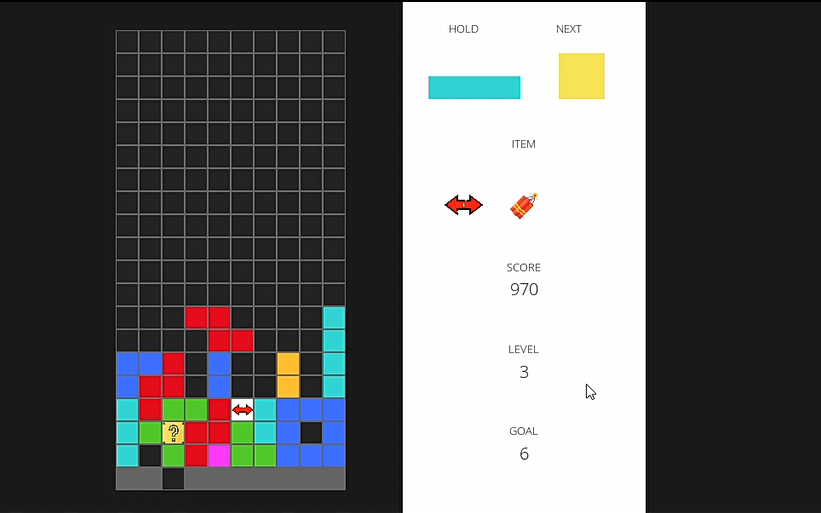 HOLD NEXT
ITEM
SCORE
970
LEVEL
3
?
GOAL
6